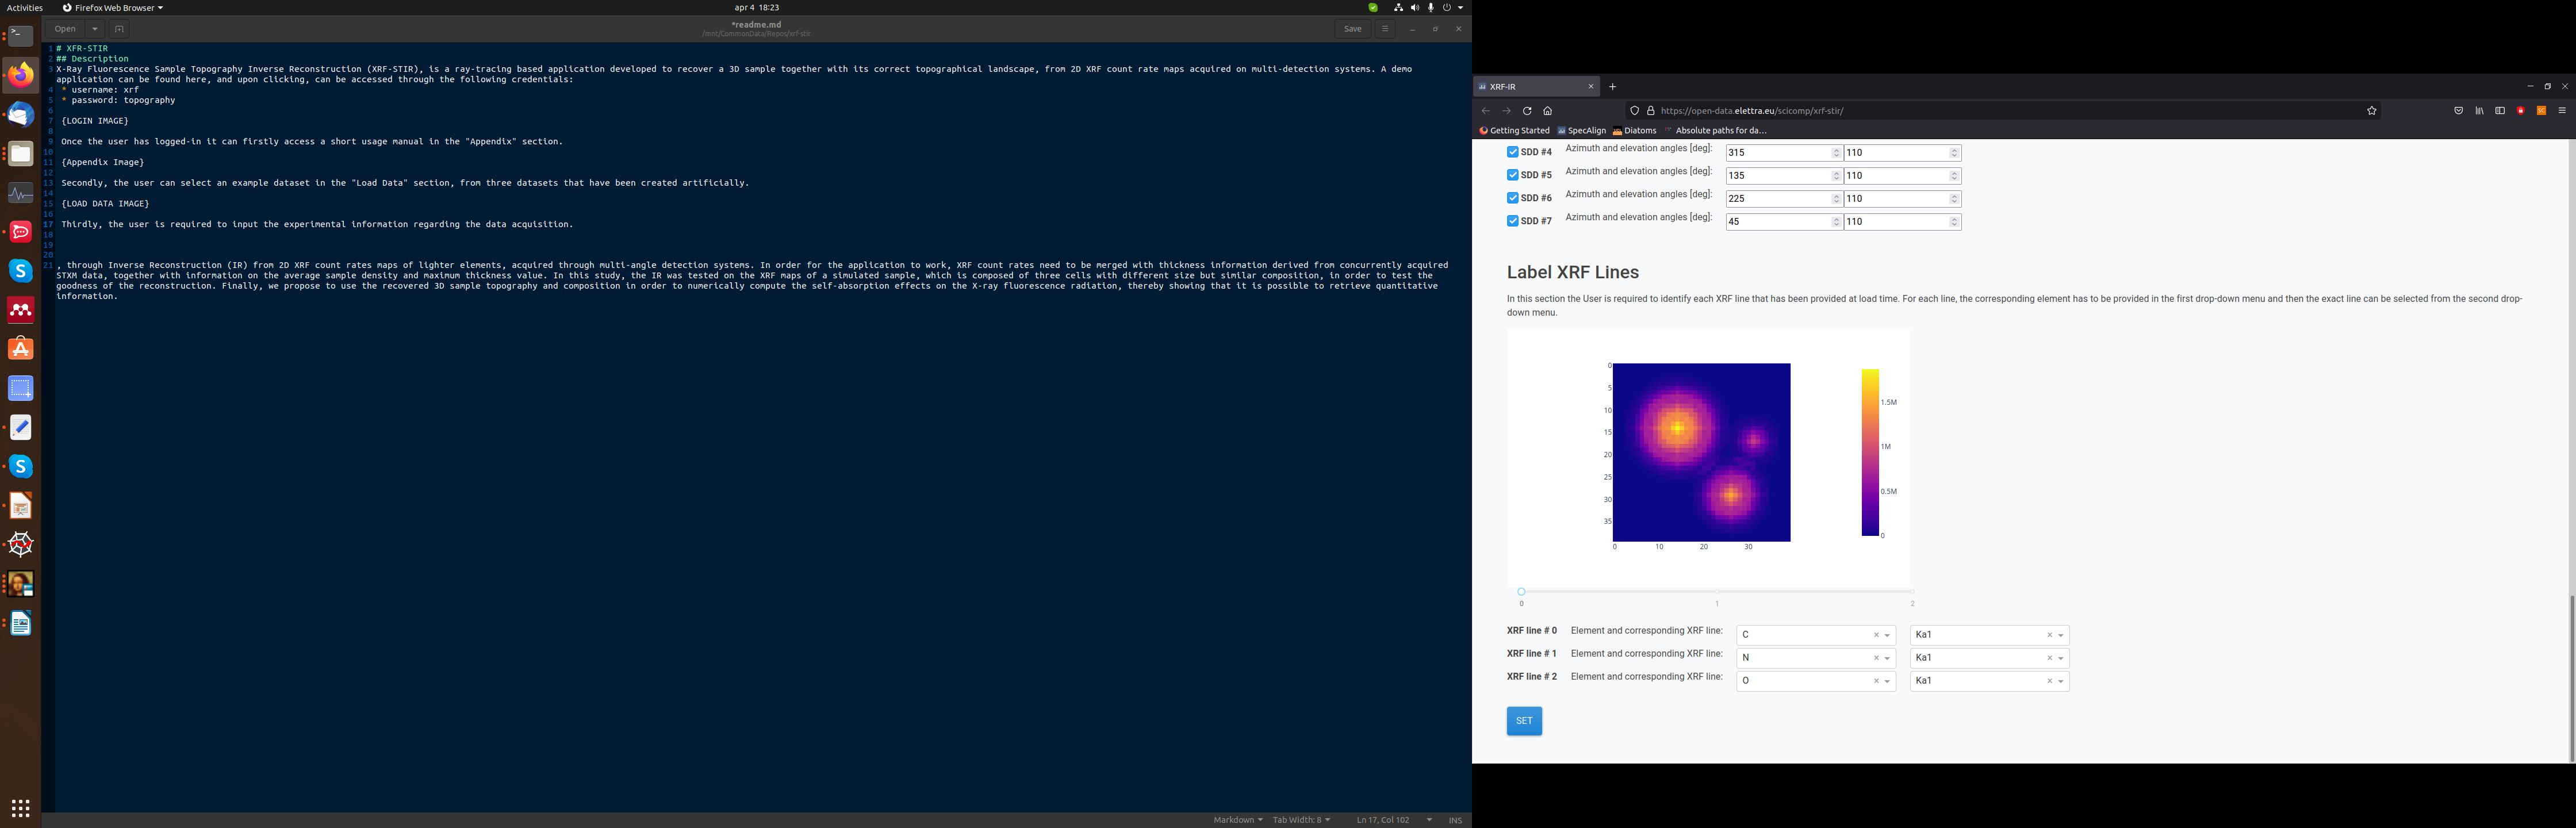 Activities
Firefox Web Browser
apr 4 18:23
Open
*readme.md
/mnt/CommonData/Repos/xrf-stir
Save
1 # XFR-STIR
2 ## Description
3 X-Ray Fluorescence Sample Topography Inverse Reconstruction (XRF-STIR), is a ray-tracing based application developed to recover a 3D sample together with its correct topographical landscape, from 2D XRF count rate maps acquired on multi-detection systems. A demo
application can be found here, and upon clicking, can be accessed through the following credentials:
4 * username: xrf
5 * password: topography
6
7 {LOGIN IMAGE}
8
9 Once the user has logged-in it can firstly access a short usage manual in the "Appendix" section.
10
11 {Appendix Image}
12
13 Secondly, the user can select an example dataset in the "Load Data" section, from three datasets that have been created artificially.
14
15 {LOAD DATA IMAGE}
16
17 Thirdly, the user is required to input the experimental information regarding the data acquisition.
18
19
20
21 , through Inverse Reconstruction (IR) from 2D XRF count rates maps of lighter elements, acquired through multi-angle detection systems. In order for the application to work, XRF count rates need to be merged with thickness information derived from concurrently acquired
STXM data, together with information on the average sample density and maximum thickness value. In this study, the IR was tested on the XRF maps of a simulated sample, which is composed of three cells with different size but similar composition, in order to test the
goodness of the reconstruction. Finally, we propose to use the recovered 3D sample topography and composition in order to numerically compute the self-absorption effects on the X-ray fluorescence radiation, thereby showing that it is possible to retrieve quantitative
information.
Markdown
Tab Width: 8
Ln 17, Col 102
INS
XRF-IR
https://open-data.elettra.eu/scicomp/xrf-stir/
Getting Started
SpecAlign
Diatoms
Absolute paths for da…
SDD #4 Azimuth and elevation angles [deg]: 315 110
SDD #5 Azimuth and elevation angles [deg]: 135 110
SDD #6 Azimuth and elevation angles [deg]: 225 110
SDD #7 Azimuth and elevation angles [deg]: 45 110
Label XRF Lines
In this section the User is required to identify each XRF line that has been provided at load time. For each line, the corresponding element has to be provided in the first drop-down menu and then the exact line can be selected from the second drop-
down menu.
0
5
10
15
20
25
30
35
0 10 20 30
1.5M
1M
0.5M
0
0 1 2
XRF line # 0 Element and corresponding XRF line: C Ka1
XRF line # 1 Element and corresponding XRF line: N Ka1
XRF line # 2 Element and corresponding XRF line: O Ka1
SET